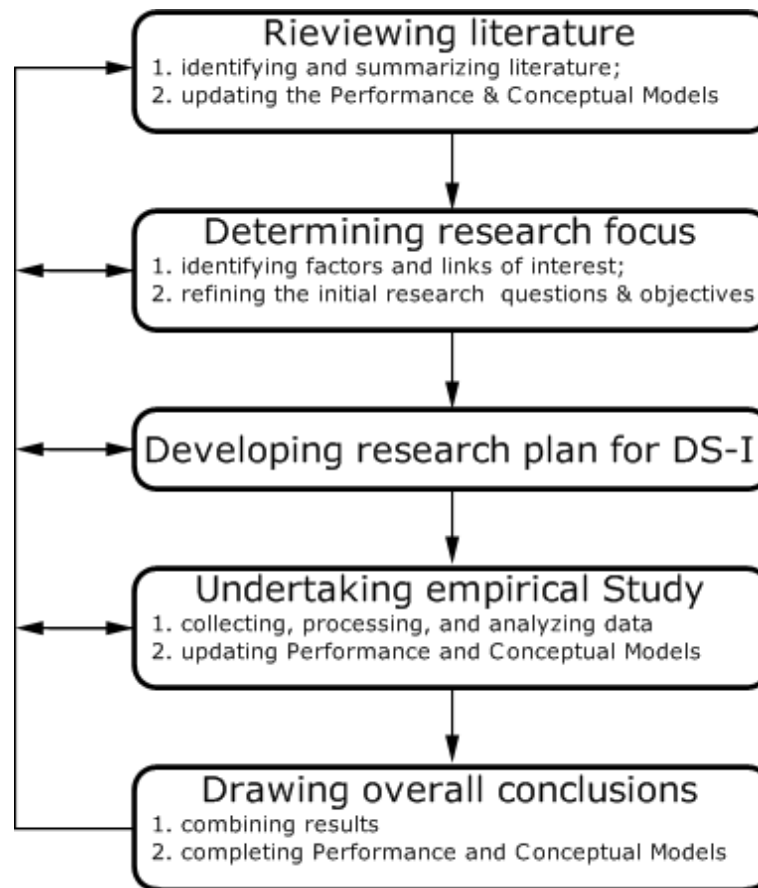 Rieviewing literature
1. identifying and summarizing literature;
2. updating the Performance & Conceptual Models
Determining research focus
1. identifying factors and links of interest;
2. refining the initial research questions & objectives
Developing research plan for DS-I
Undertaking empirical Study
1. collecting, processing, and analyzing data
2. updating Performance and Conceptual Models
Drawing overall conclusions
1. combining results
2. completing Performance and Conceptual Models